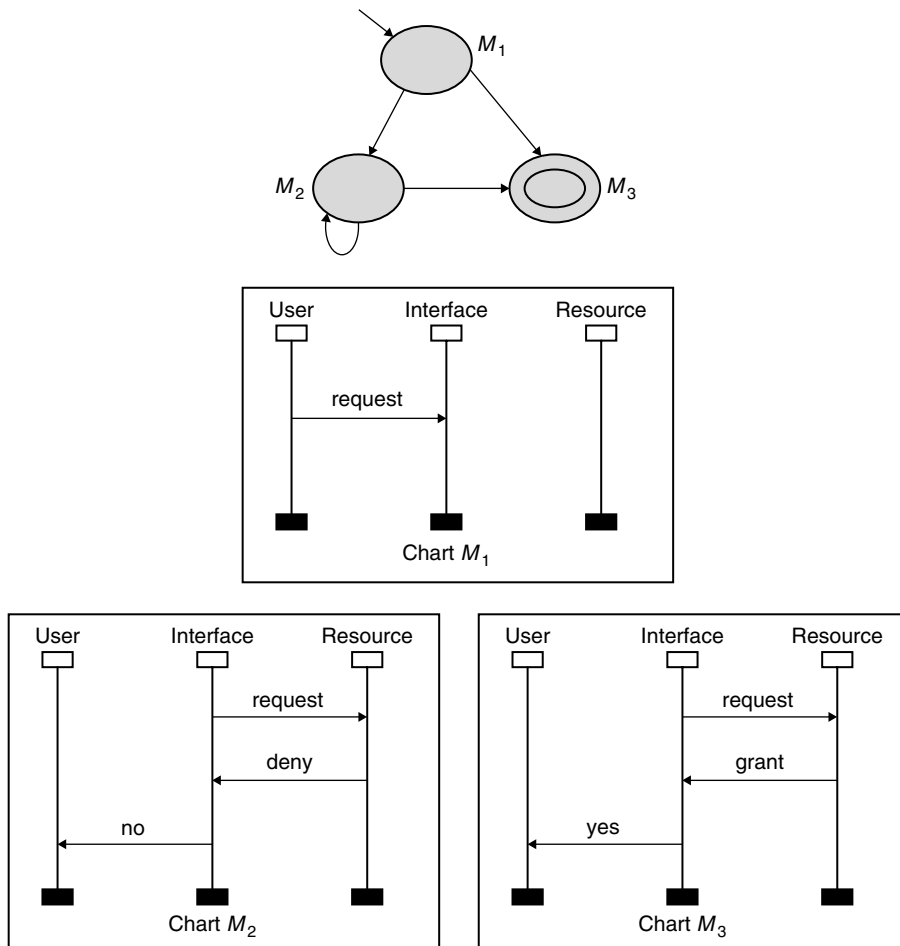 M1
M2
M3
User Interface Resource
request
Chart M1
User Interface Resource
request
deny
no
Chart M2
User Interface Resource
request
grant
yes
Chart M3